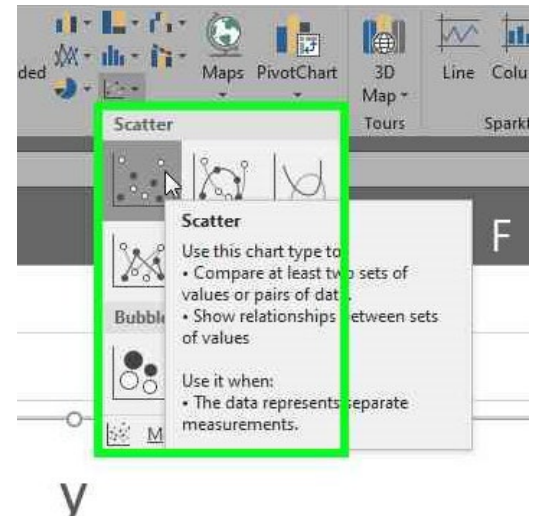 ded
Maps PivotChart 3D Map Line Colu
Tours Sparkl
Scatter
F
Scatter
Use this chart type to
• Compare at least two sets of
values or pairs of data.
• Show relationships between sets
of values
Bubble
Use it when:
• The data represents separate
measurements.
M
y